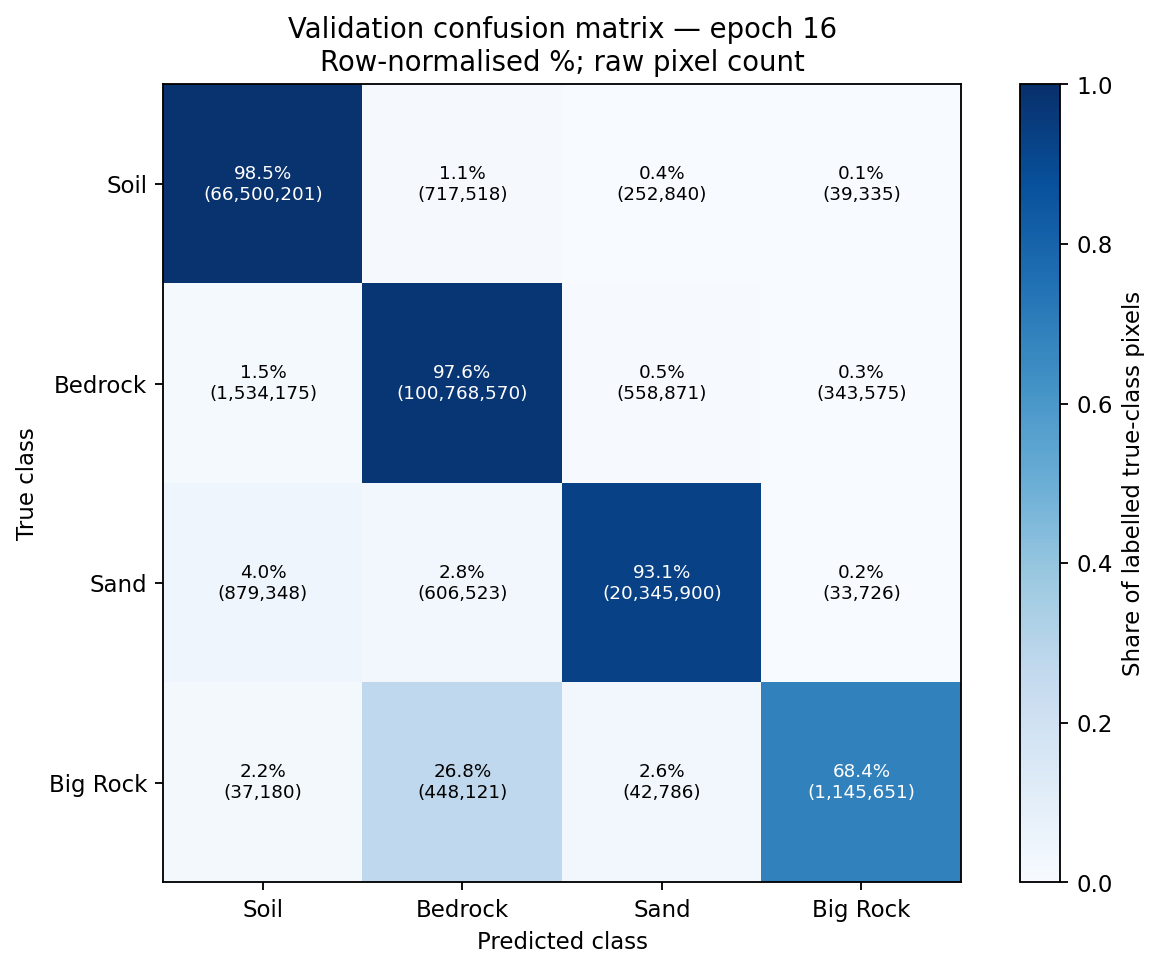 Validation confusion matrix — epoch 16
Row-normalised %; raw pixel count
Soil
98.5%
(66,500,201)
1.1%
(717,518)
0.4%
(252,840)
0.1%
(39,335)
Bedrock
1.5%
(1,534,175)
97.6%
(100,768,570)
0.5%
(558,871)
0.3%
(343,575)
Sand
4.0%
(879,348)
2.8%
(606,523)
93.1%
(20,345,900)
0.2%
(33,726)
Big Rock
2.2%
(37,180)
26.8%
(448,121)
2.6%
(42,786)
68.4%
(1,145,651)
True class
Soil
Bedrock
Sand
Big Rock
Predicted class
1.0
0.8
0.6
0.4
0.2
0.0
Share of labelled true-class pixels